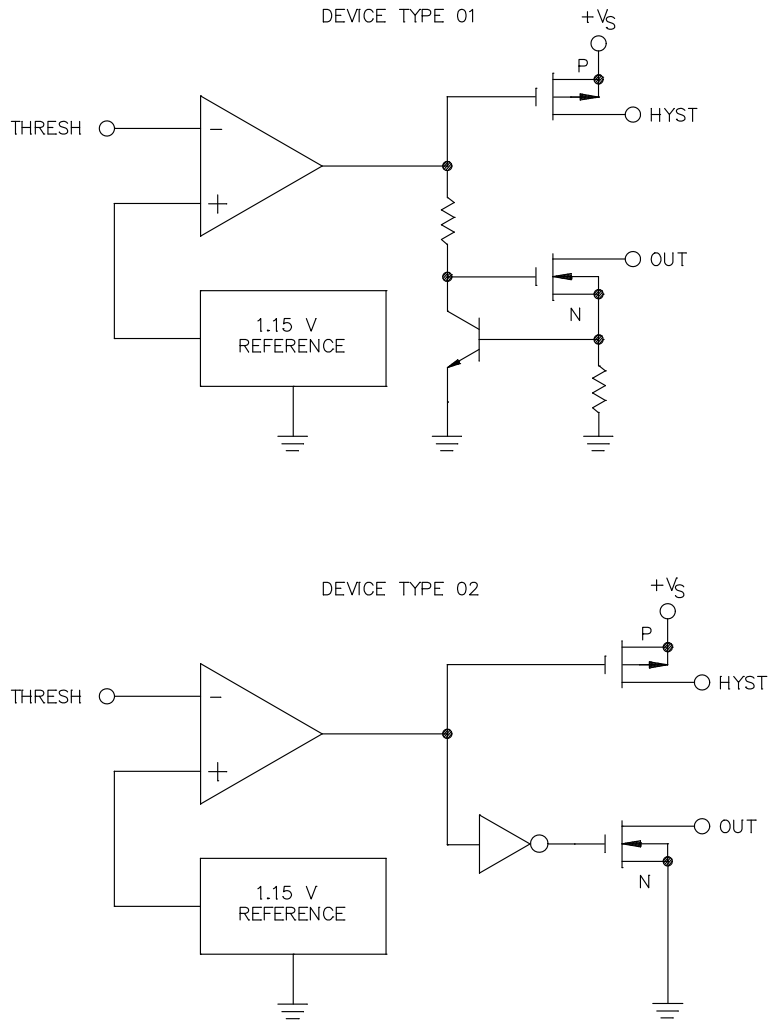 DEVICE TYPE 01
+VS
P
THRESH
−
HYST
+
OUT
N
1.15 V
REFERENCE
DEVICE TYPE 02
+VS
P
THRESH
−
HYST
+
OUT
N
1.15 V
REFERENCE